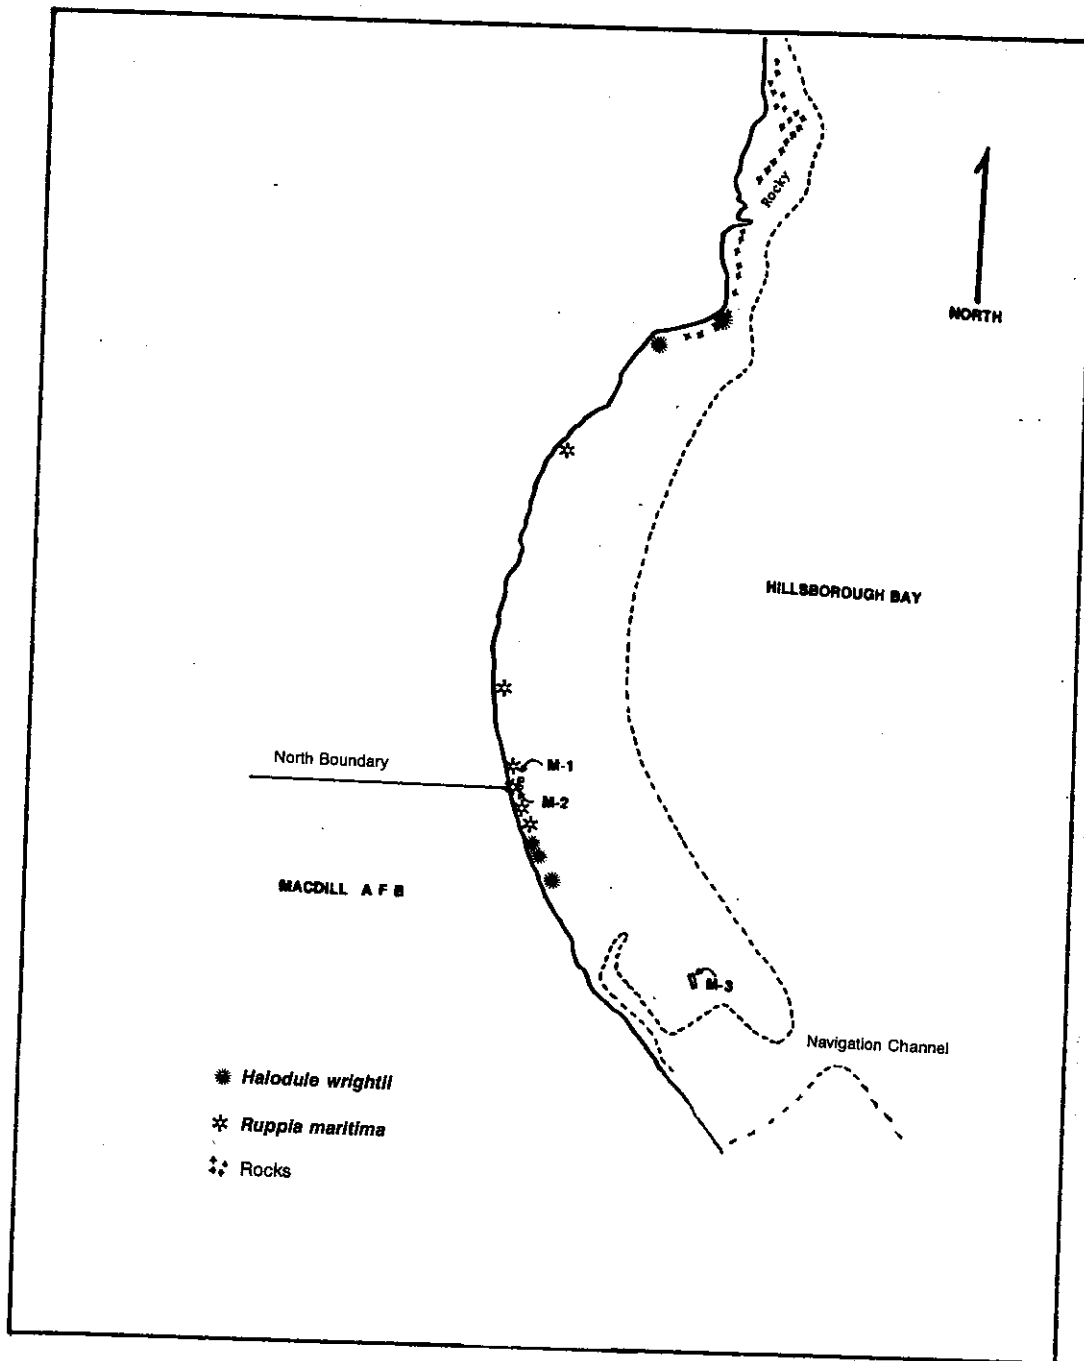 Rocky
NORTH
HILLSBOROUGH BAY
North Boundary
M-1
M-2
MACDILL A F B
M-3
Navigation Channel
Halodule wrightii
Ruppia maritima
Rocks